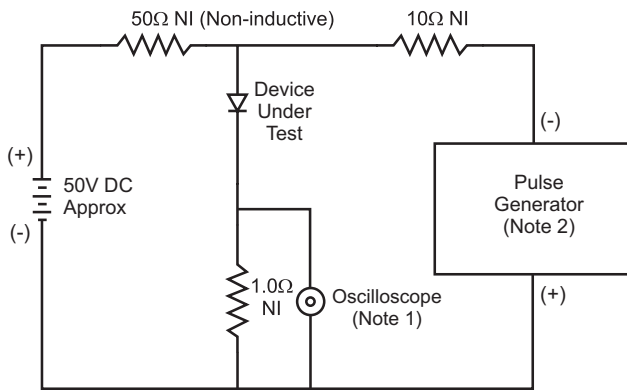 50Ω NI (Non-inductive)
10Ω NI
Device
Under
Test
(+)
50V DC
Approx
(-)
(-)
Pulse
Generator
(Note 2)
(+)
1.0Ω
NI
Oscilloscope
(Note 1)